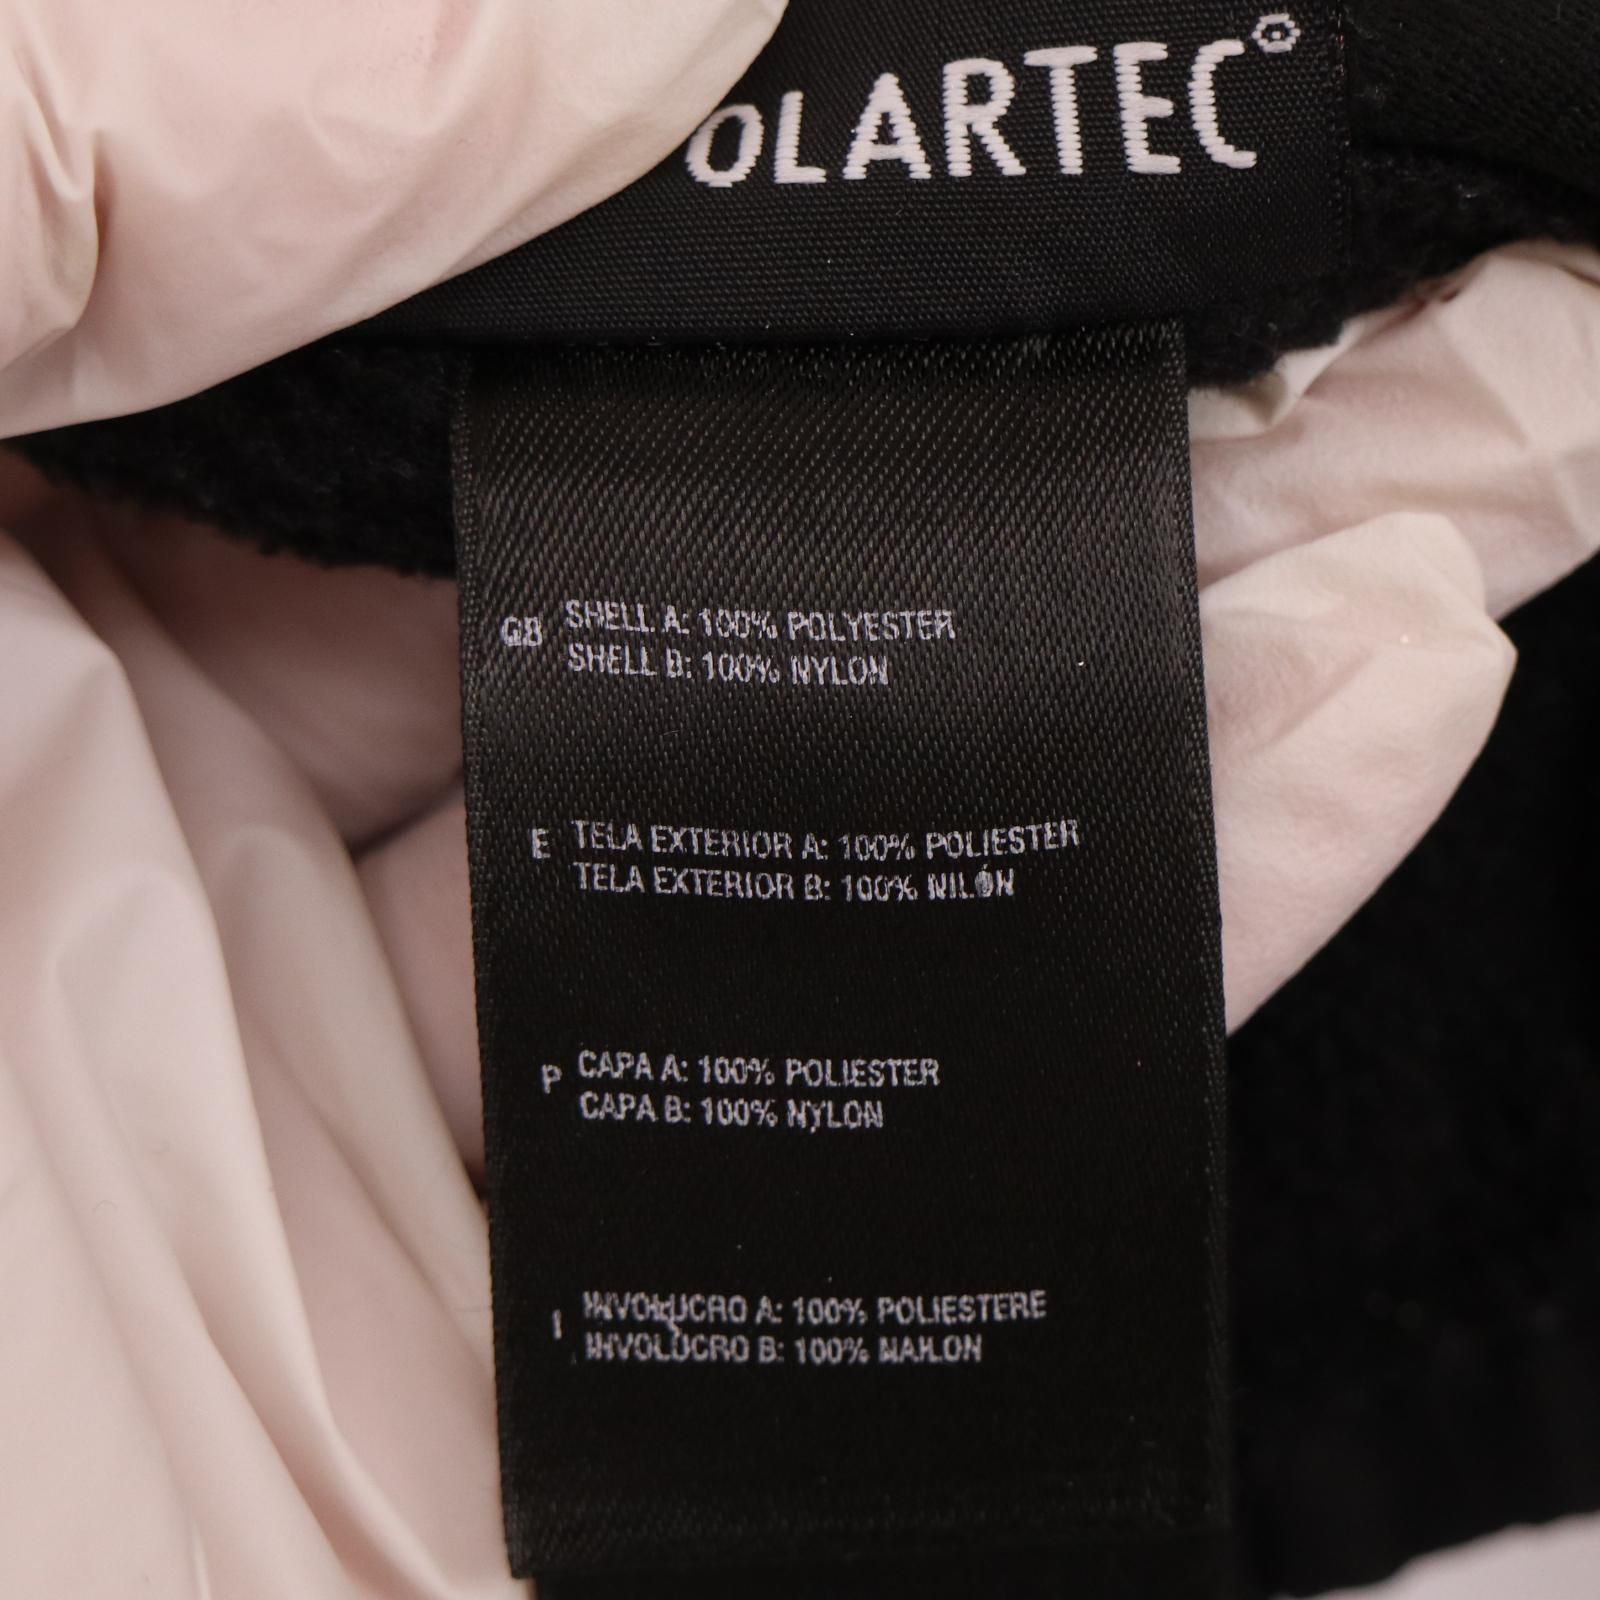 OLARTEC®
GB SHELL A: 100% POLYESTER
SHELL B: 100% NYLON
E TELA EXTERIOR A: 100% POLIESTER
TELA EXTERIOR B: 100% NILÓN
P CAPA A: 100% POLIESTER
CAPA B: 100% NYLON
I INVOLUCRO A: 100% POLIESTERE
INVOLUCRO B: 100% NAILON